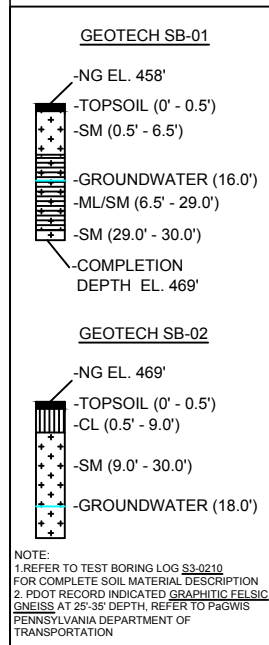 GEOTECH SB-01
-NG EL. 458'
-TOPSOIL (0' - 0.5')
-SM (0.5' - 6.5')
-GROUNDWATER (16.0')
-ML/SM (6.5' - 29.0')
-SM (29.0' - 30.0')
-COMPLETION
DEPTH EL. 469'
GEOTECH SB-02
-NG EL. 469'
-TOPSOIL (0' - 0.5')
-CL (0.5' - 9.0')
-SM (9.0' - 30.0')
-GROUNDWATER (18.0')
NOTE:
1.REFER TO TEST BORING LOG S3-0210
FOR COMPLETE SOIL MATERIAL DESCRIPTION
2. PDOT RECORD INDICATED GRAPHITIC FELSIC
GNEISS AT 25'-35' DEPTH, REFER TO PaGWIS
PENNSYLVANIA DEPARTMENT OF
TRANSPORTATION